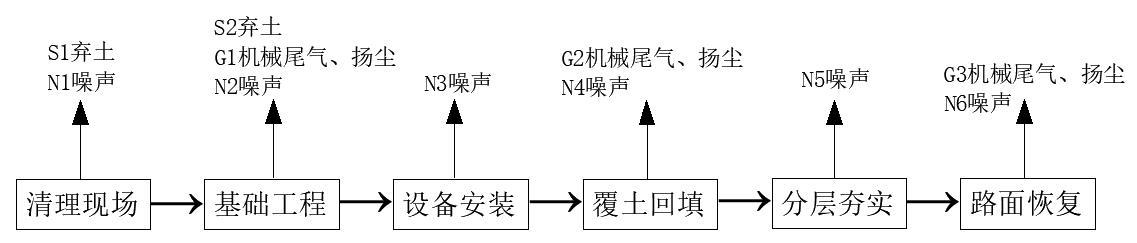 S1弃土
N1噪声
S2弃土
G1机械尾气、扬尘
N2噪声
N3噪声
G2机械尾气、扬尘
N4噪声
N5噪声
G3机械尾气、扬尘
N6噪声
清理现场
基础工程
设备安装
覆土回填
分层夯实
路面恢复